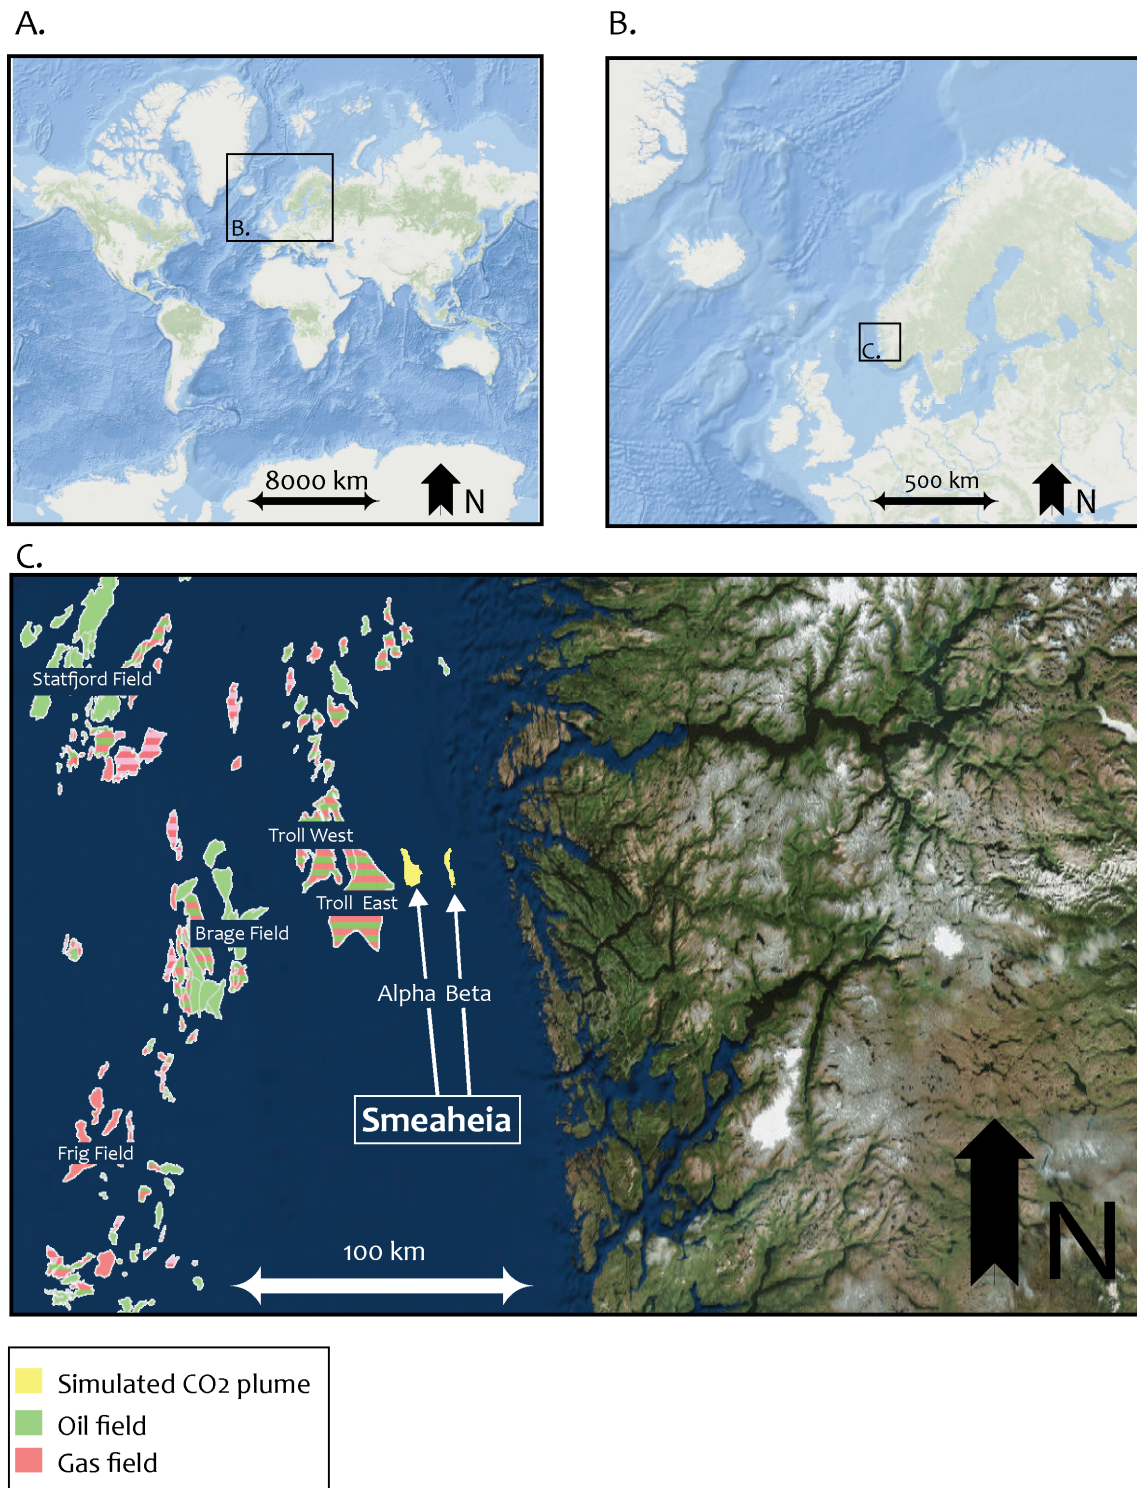 A.
B.
B.
8000 km
N
C.
500 km
N
C.
Statfjord Field
Troll West
Troll East
Brage Field
Alpha Beta
Smeaheia
Frig Field
100 km
N
Simulated CO2 plume
Oil field
Gas field